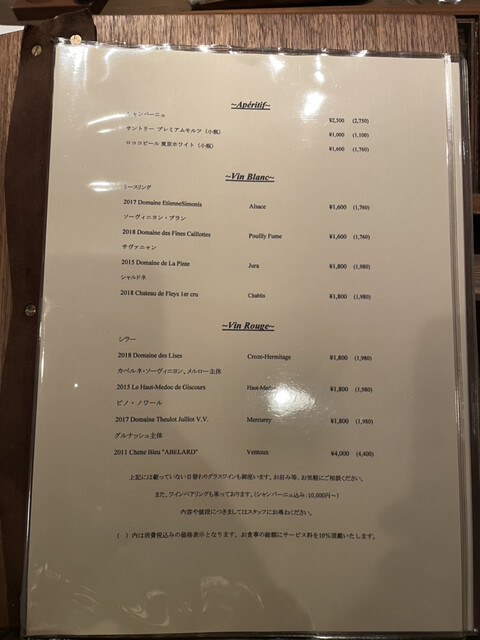 ~Apéritif~
ャンパーニュ ¥2,500 (2,750)
サントリー プレミアムモルツ (小瓶) ¥1,000 (1,100)
ロココビール 東京ホワイト (小瓶) ¥1,600 (1,760)
~Vin Blanc~
リースリング
2017 Domaine EtienneSimonis Alsace ¥1,600 (1,760)
ソーヴィニヨン・ブラン
2018 Domaine des Fines Caillottes Pouilly Fume ¥1,600 (1,760)
サヴァニャン
2015 Domaine de La Pinte Jura ¥1,800 (1,980)
シャルドネ
2018 Chateau de Fleys 1er cru Chablis ¥1,800 (1,980)
~Vin Rouge~
シラー
2018 Domaine des Lises Croze-Hermitage ¥1,800 (1,980)
カベルネ・ソーヴィニヨン、メルロー主体
2015 Le Haut-Medoc de Giscours Haut-Medoc ¥1,800 (1,980)
ピノ・ノワール
2017 Domaine Theulot Juillot V.V. Mercurey ¥1,800 (1,980)
グルナッシュ主体
2011 Chene Bleu "ABELARD" Ventoux ¥4,000 (4,400)
上記には載っていない日替わりグラスワインも御座います。お好み等、お気軽にご相談ください。
また、ワインペアリングも承っております。(シャンパーニュ込み:10,000円～)
内容や値段につきましてはスタッフにお尋ねください。
( )内は消費税込みの価格表示となります。お食事の総額にサービス料を10%頂戴いたします。